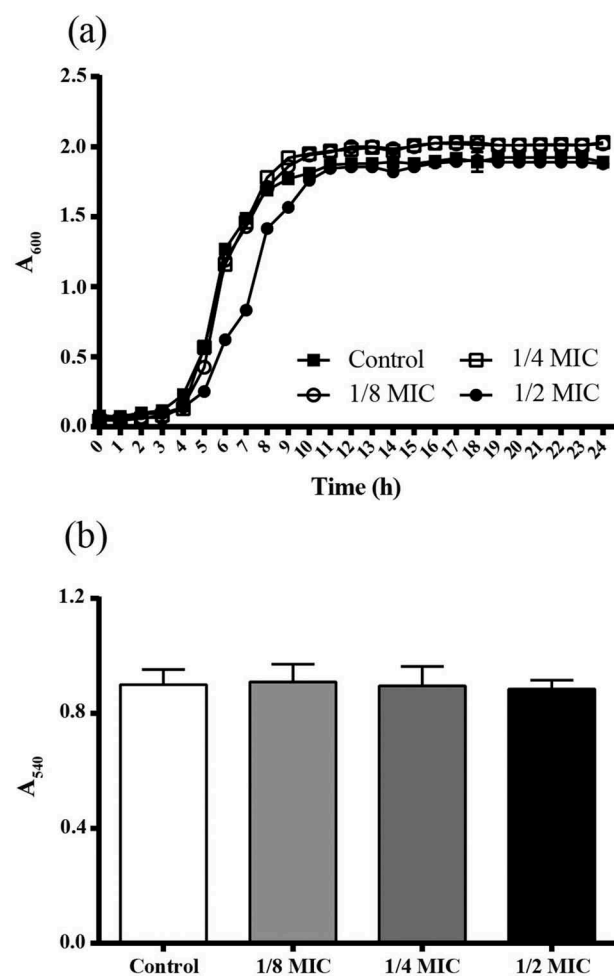 (a)
2.5
2.0
1.5
1.0
0.5
0.0
A600
Control 1/4 MIC
1/8 MIC 1/2 MIC
0 1 2 3 4 5 6 7 8 9 10 11 12 13 14 15 16 17 18 19 20 21 22 23 24
Time (h)
(b)
1.2
0.8
0.4
0.0
A540
Control 1/8 MIC 1/4 MIC 1/2 MIC